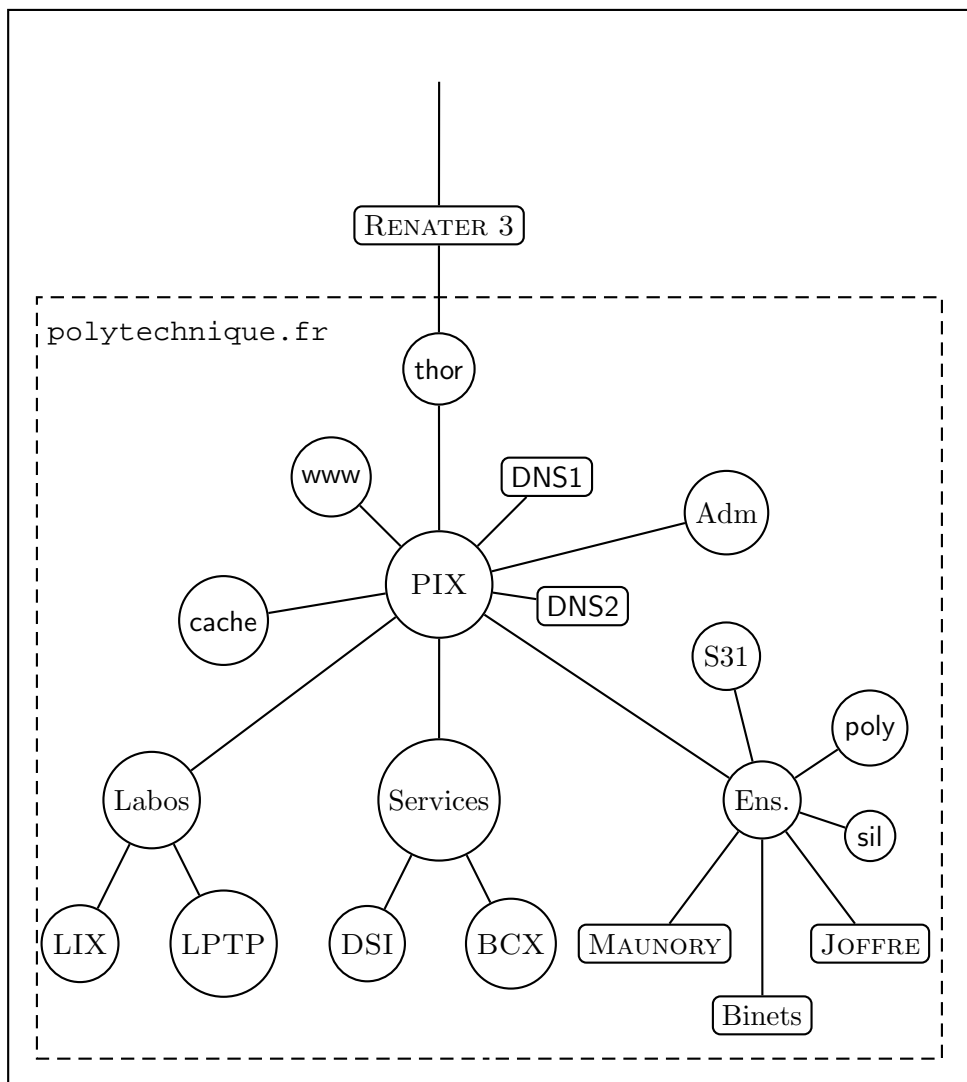 RENATER 3
polytechnique.fr
thor
www
DNS1
Adm
PIX
cache
DNS2
S31
poly
Labos
Services
Ens.
sil
LIX
LPTP
DSI
BCX
MAUNORY
JOFFRE
Binets